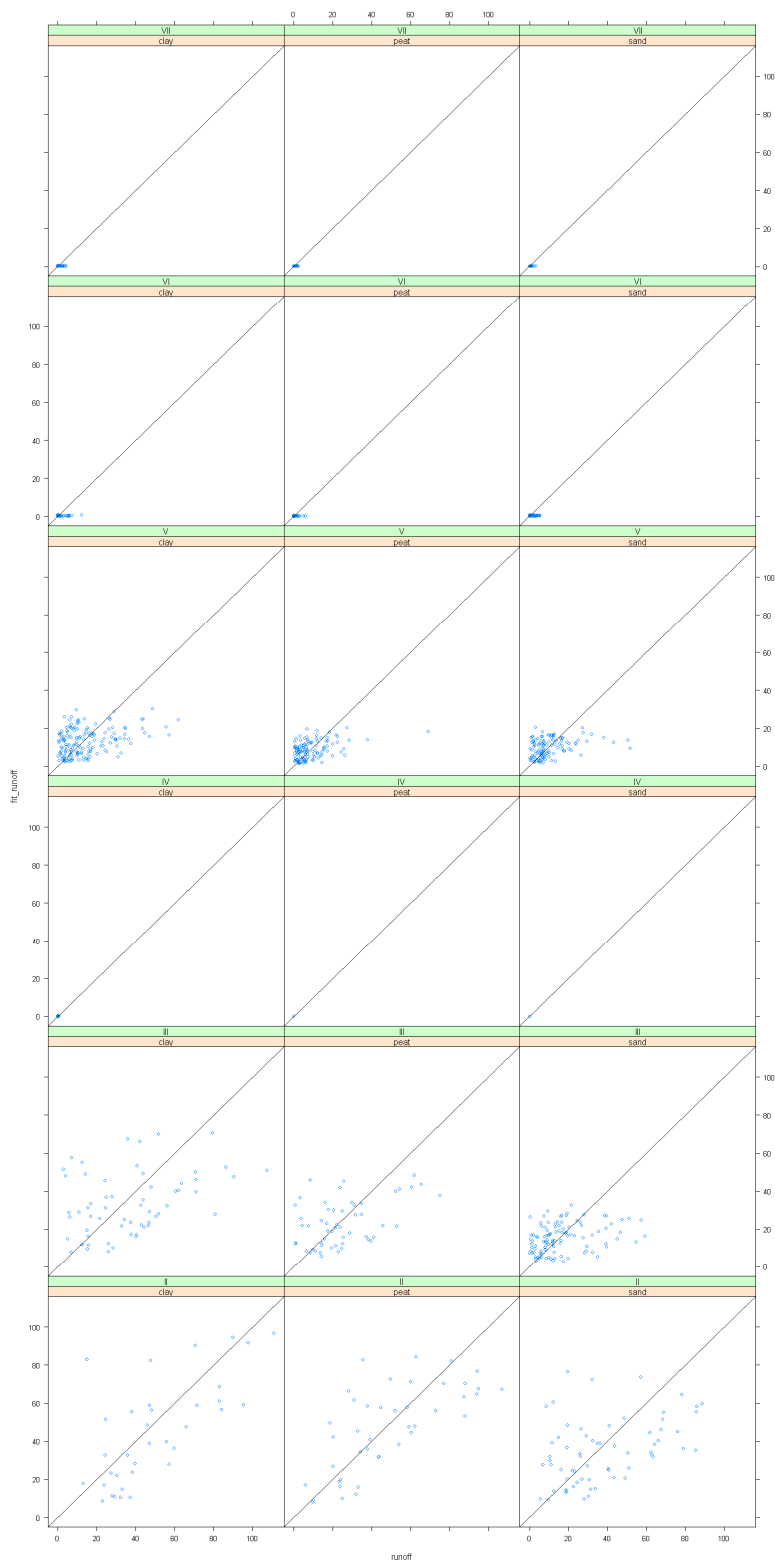 0 20 40 60 80 100
VII VII VII
clay peat sand
100
80
60
40
20
0
VI VI VI
clay peat sand
100
80
60
40
20
0
V V V
clay peat sand
100
80
60
40
20
0
IV IV IV
clay peat sand
100
80
60
40
20
0
III III III
clay peat sand
100
80
60
40
20
0
II II II
clay peat sand
100
80
60
40
20
0
0 20 40 60 80 100 0 20 40 60 80 100
fit_runoff
runoff